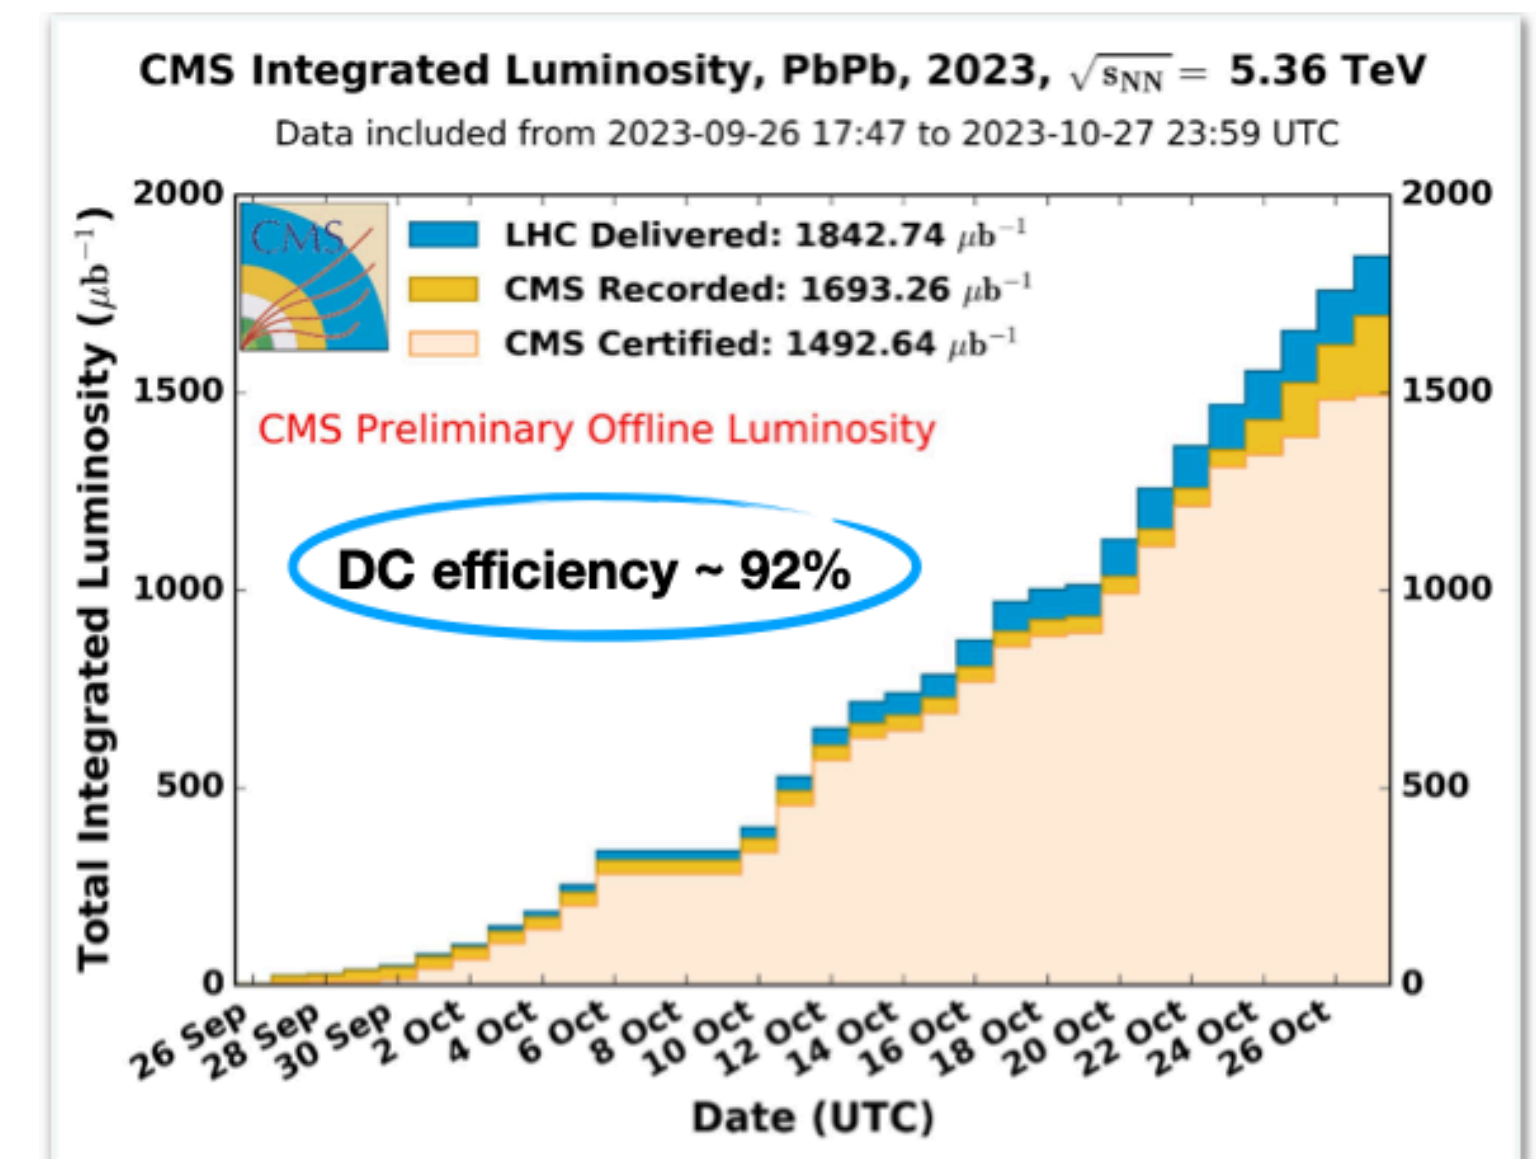 CMS Integrated Luminosity, PbPb, 2023, √s_NN = 5.36 TeV
Data included from 2023-09-26 17:47 to 2023-10-27 23:59 UTC
Total Integrated Luminosity (μb⁻¹)
2000
1500
1000
500
0
CMS
LHC Delivered: 1842.74 μb⁻¹
CMS Recorded: 1693.26 μb⁻¹
CMS Certified: 1492.64 μb⁻¹
CMS Preliminary Offline Luminosity
DC efficiency ~ 92%
2000
1500
1000
500
0
26 Sep
28 Sep
30 Sep
2 Oct
4 Oct
6 Oct
8 Oct
10 Oct
12 Oct
14 Oct
16 Oct
18 Oct
20 Oct
22 Oct
24 Oct
26 Oct
Date (UTC)